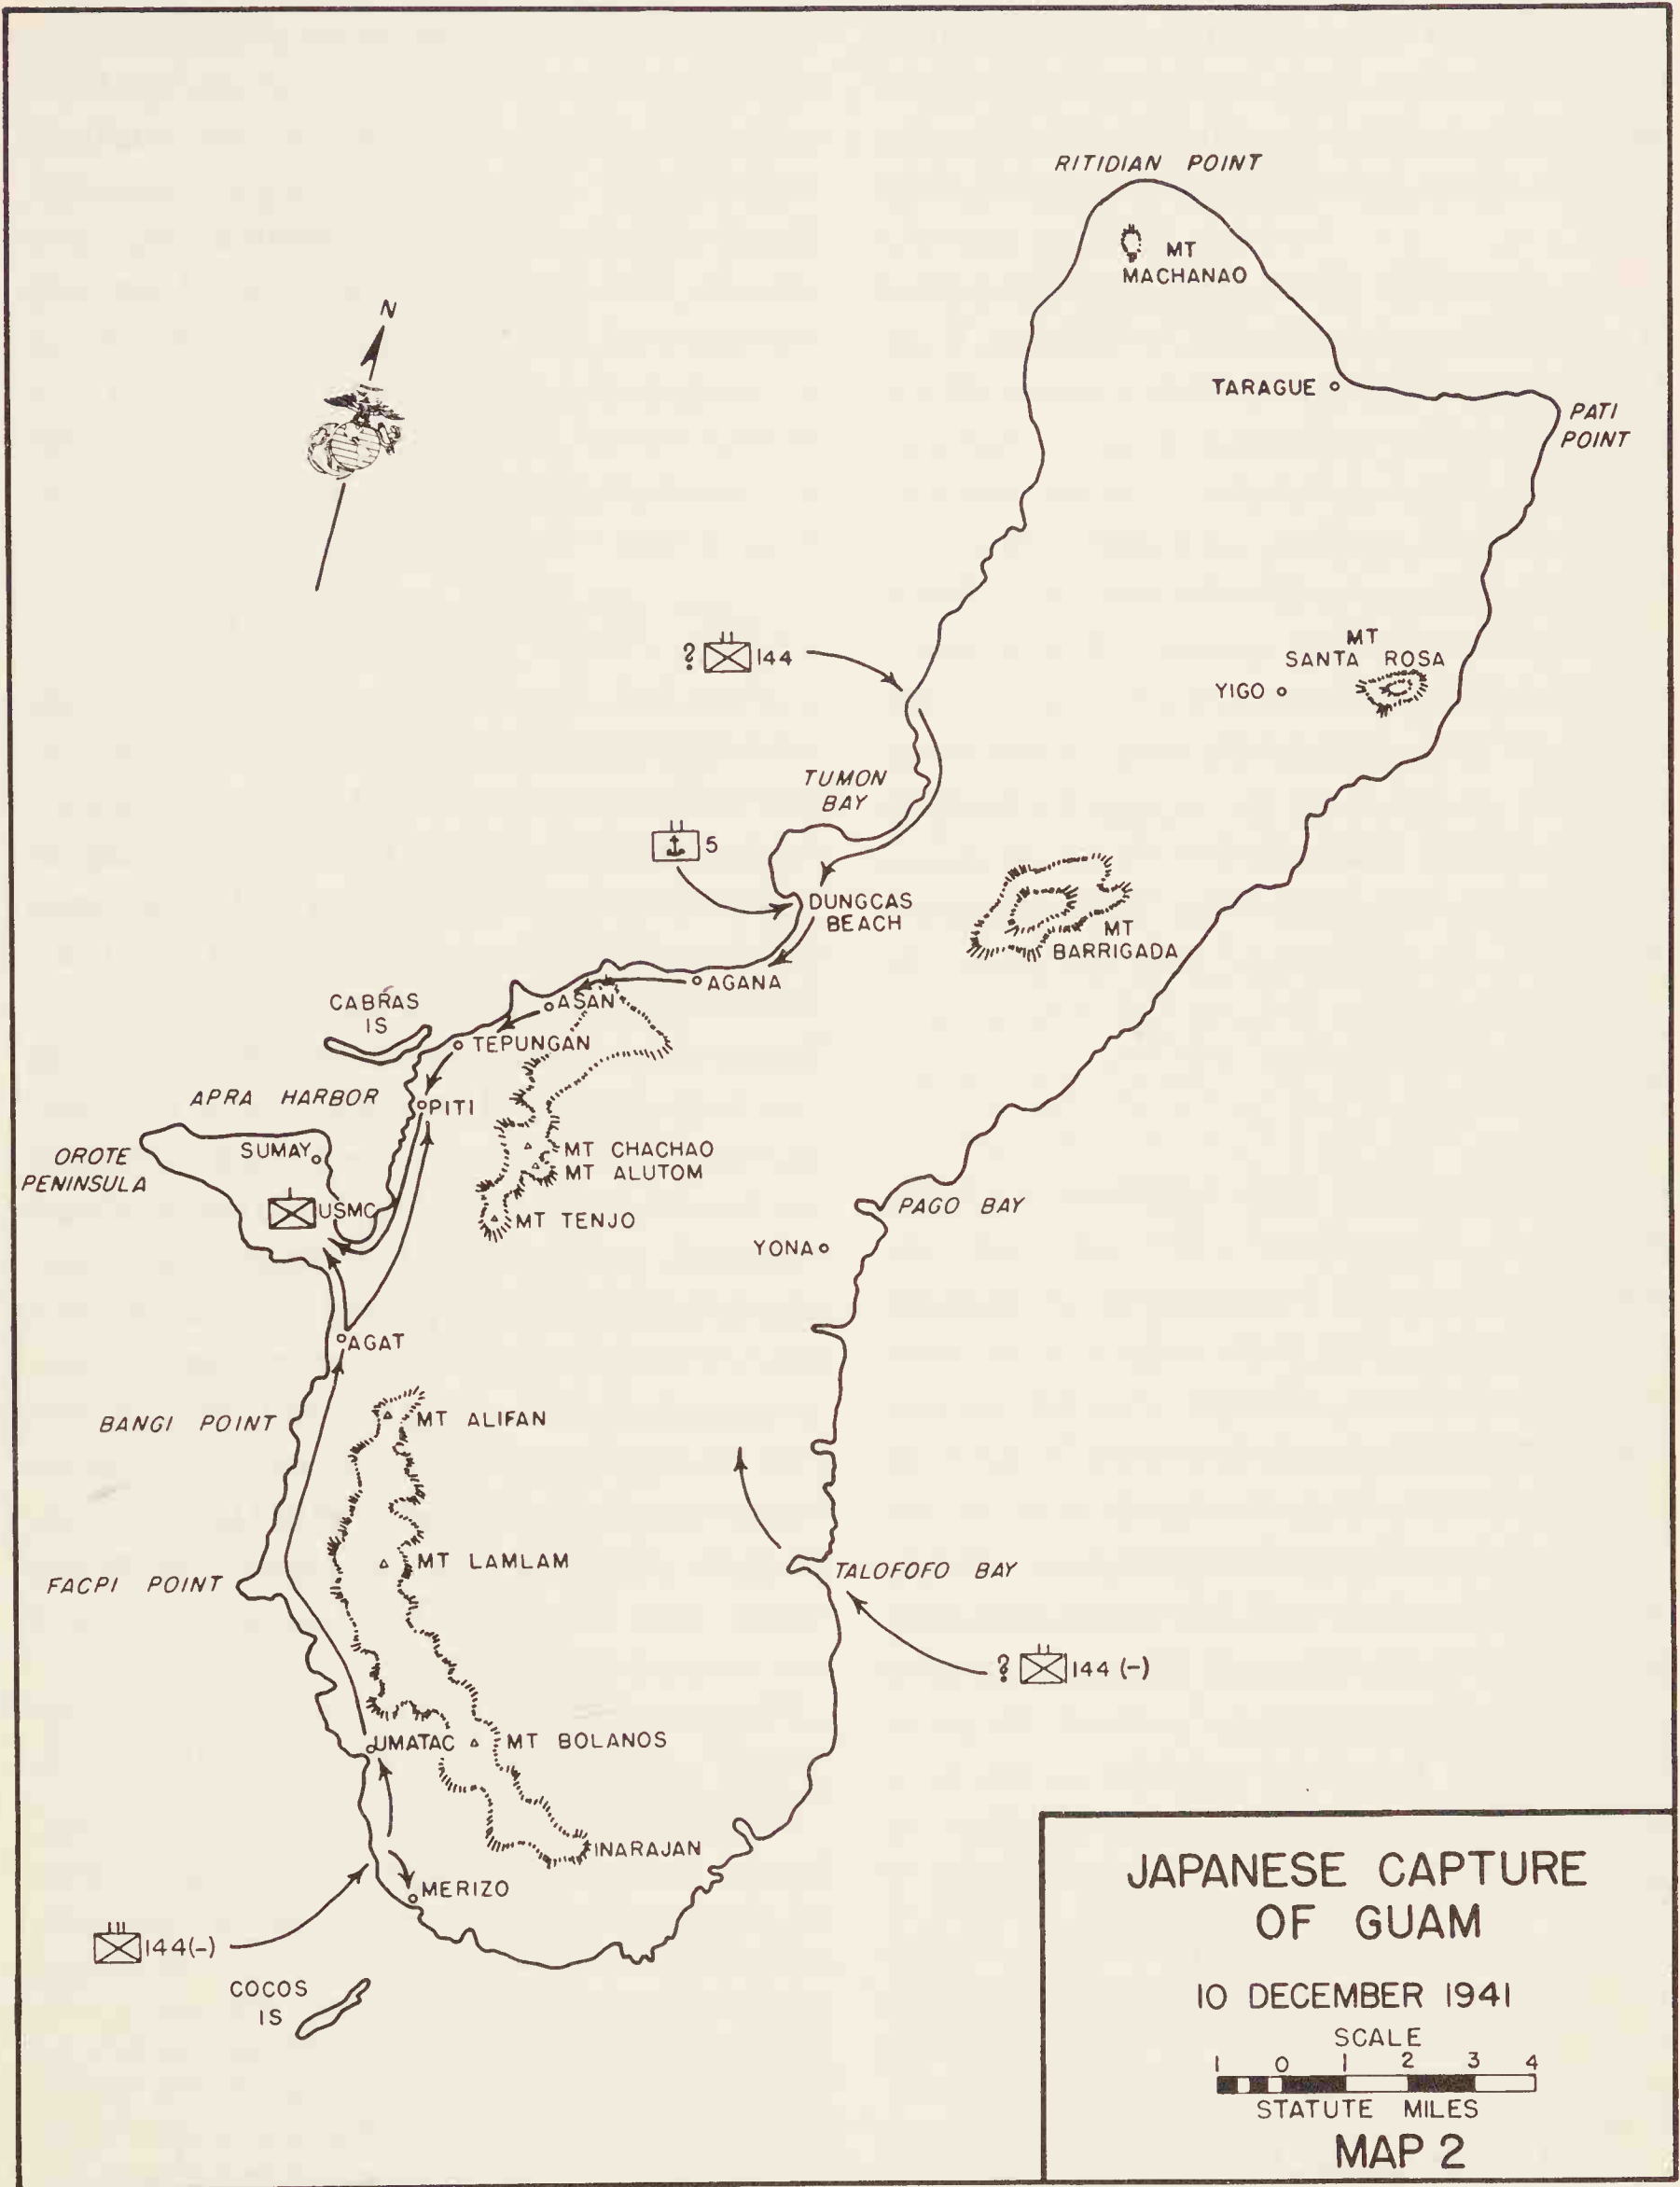 RITIDIAN POINT
MT
MACHANAO
N
TARAGUE
PATI
POINT
? 144
MT
SANTA ROSA
YIGO
TUMON
BAY
5
DUNGCAS
BEACH
MT
BARRIGADA
AGANA
CABRAS
IS
ASAN
TEPUNGAN
APRA HARBOR
PITI
OROTE
PENINSULA
SUMAY
MT CHACHAO
MT ALUTOM
USMC
MT TENJO
PAGO BAY
YONA
AGAT
BANGI POINT
MT ALIFAN
MT LAMLAM
FACPI POINT
TALOFOFO BAY
? 144 (-)
UMATAC
MT BOLANOS
INARAJAN
MERIZO
144(-)
COCOS
IS
JAPANESE CAPTURE
OF GUAM
10 DECEMBER 1941
SCALE
1 0 1 2 3 4
STATUTE MILES
MAP 2